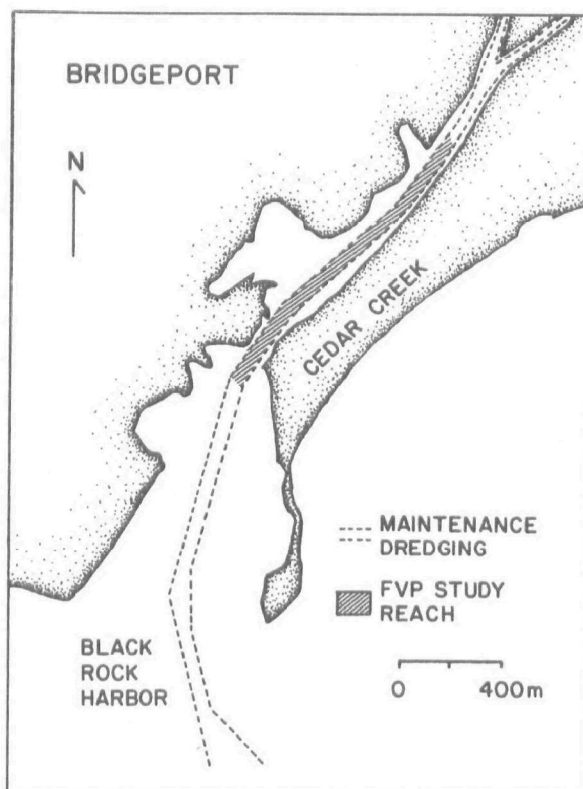 BRIDGEPORT
N
CEDAR CREEK
MAINTENANCE
DREDGING
FVP STUDY
REACH
BLACK
ROCK
HARBOR
0 400m